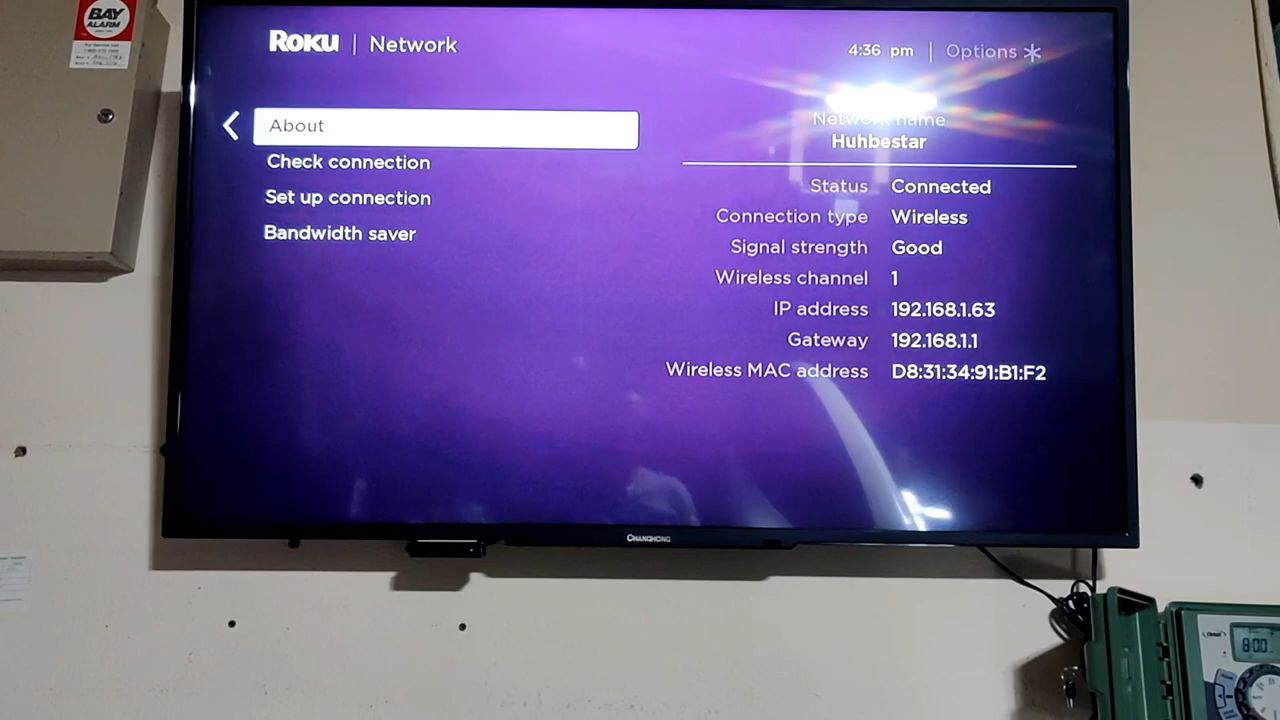 BAY
ALARM
Roku | Network
4:36 pm | Options
About
Check connection
Set up connection
Bandwidth saver
Network name
Huhbestar
Status Connected
Connection type Wireless
Signal strength Good
Wireless channel 1
IP address 192.168.1.63
Gateway 192.168.1.1
Wireless MAC address D8:31:34:91:B1:F2
CHANGHONG
Orbit
8:00